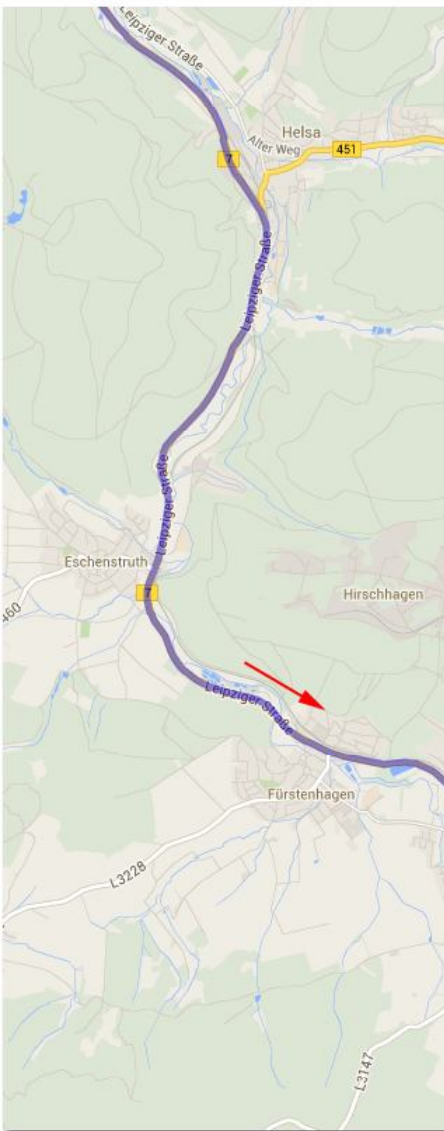 Leipziger Straße
Helsa
Alter Weg
451
7
Leipziger Straße
Leipziger Straße
Eschenstruth
7
Hirschhagen
460
Leipziger Straße
Fürstenhagen
L3228
L3147